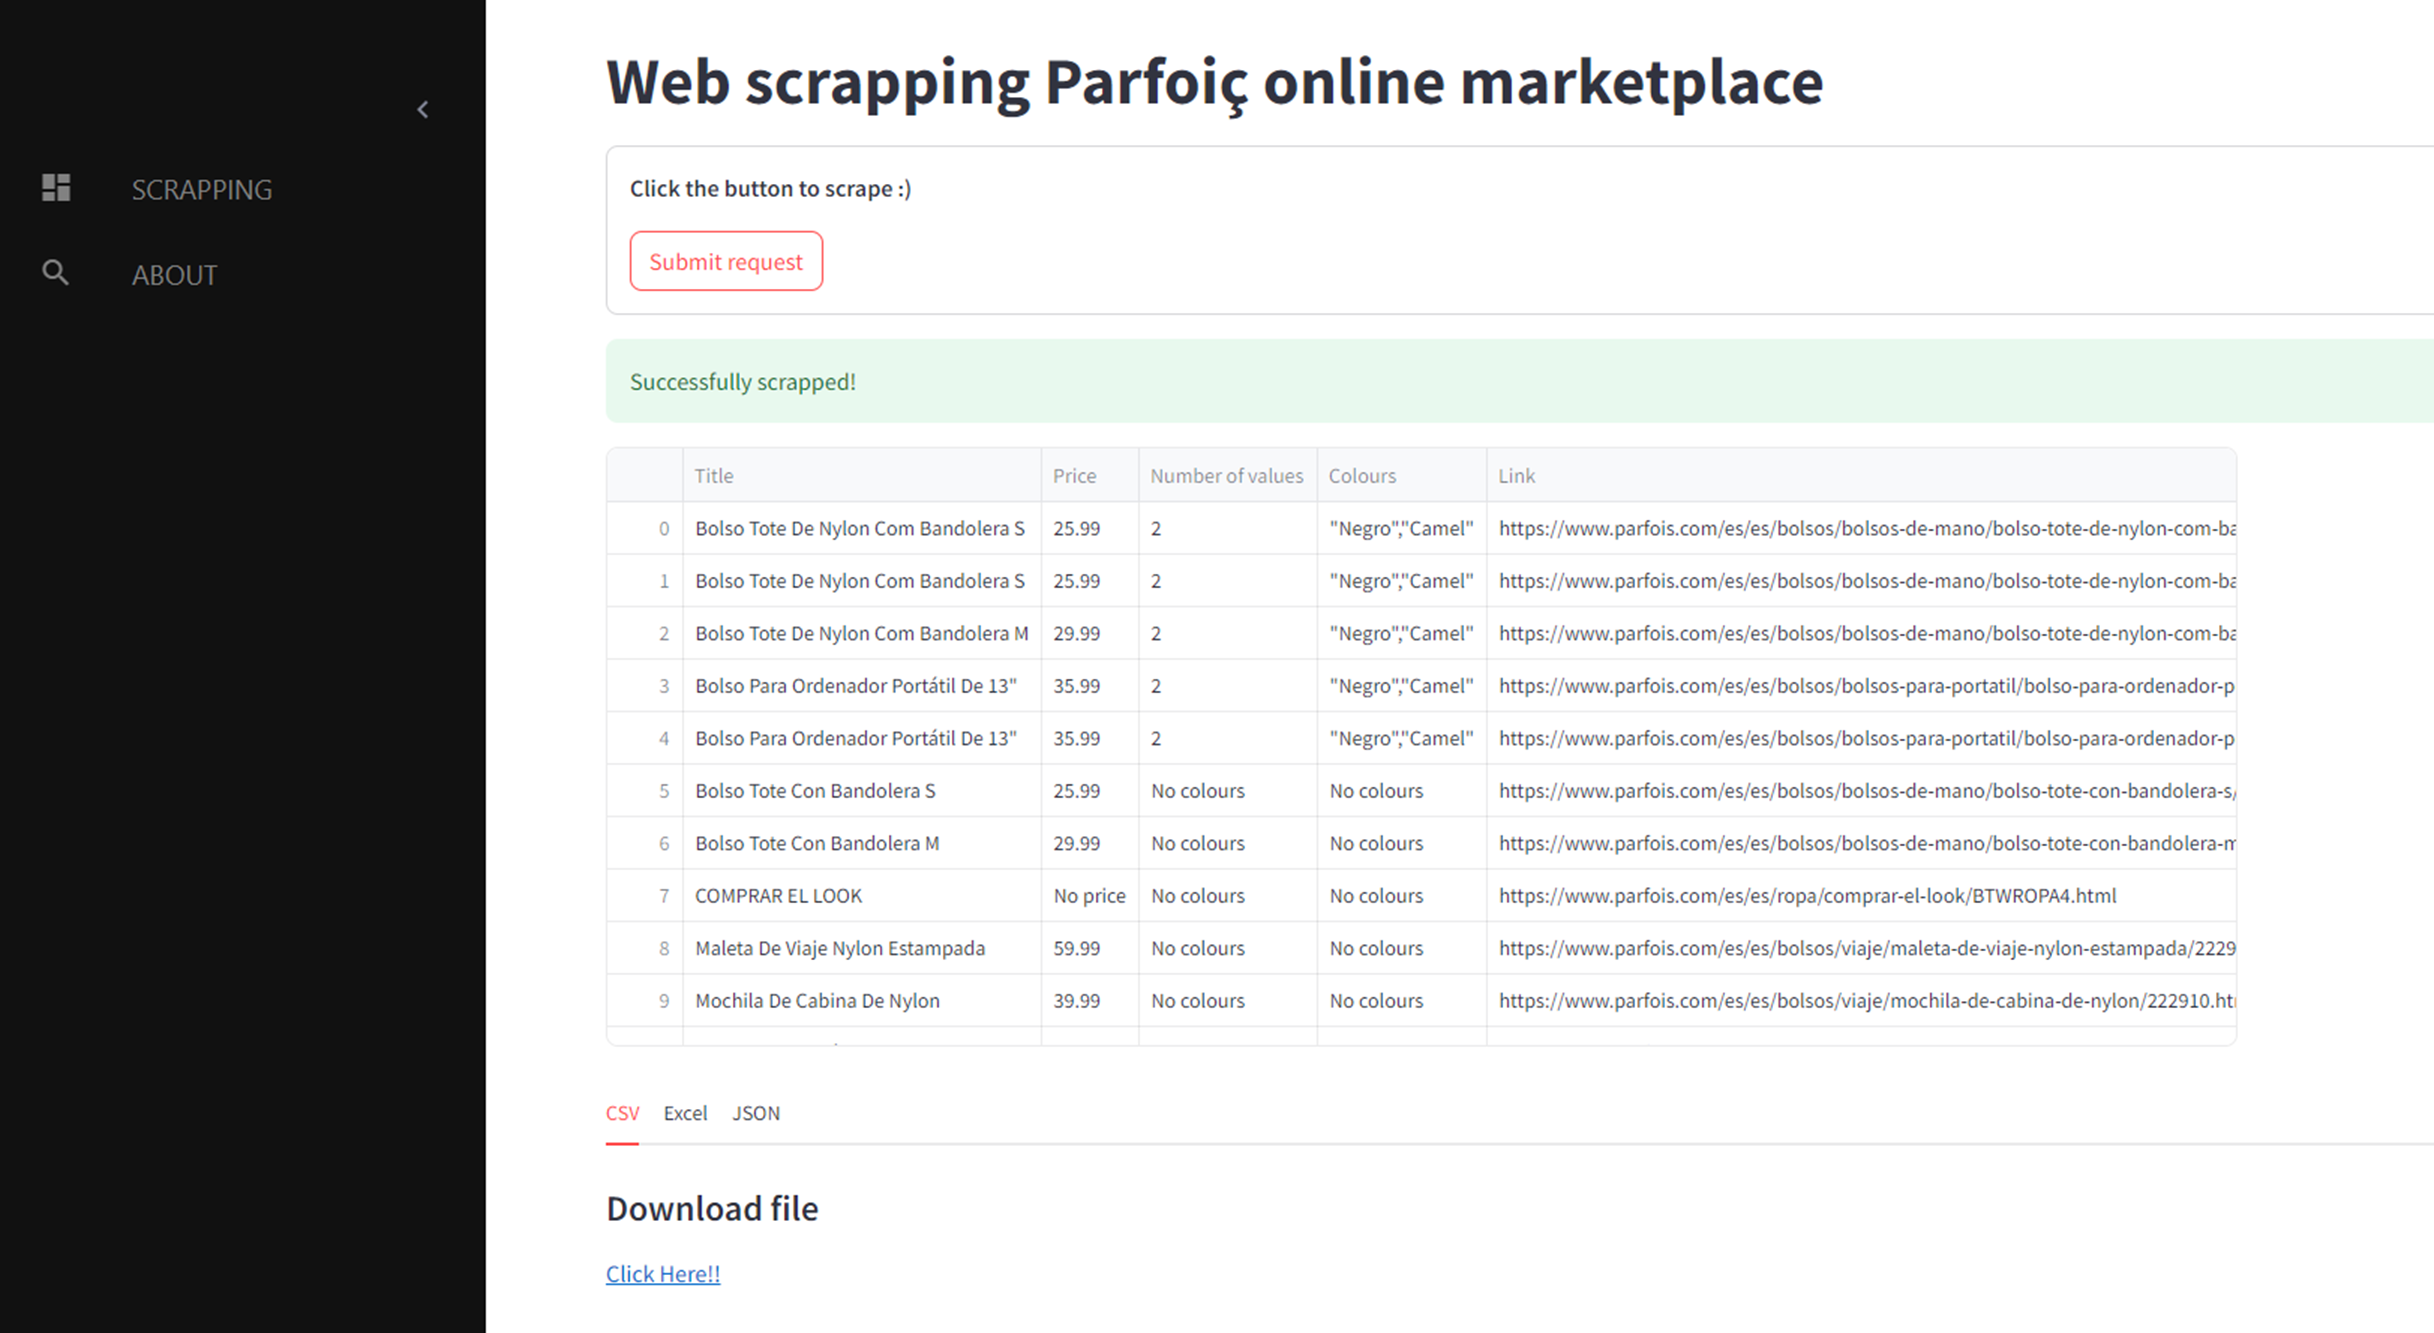 Web scrapping Parfoiç online marketplace
SCRAPPING
ABOUT
Click the button to scrape :)
Submit request
Successfully scrapped!
Title Price Number of values Colours Link
0 Bolso Tote De Nylon Com Bandolera S 25.99 2 "Negro","Camel" https://www.parfois.com/es/es/bolsos/bolsos-de-mano/bolso-tote-de-nylon-com-ba
1 Bolso Tote De Nylon Com Bandolera S 25.99 2 "Negro","Camel" https://www.parfois.com/es/es/bolsos/bolsos-de-mano/bolso-tote-de-nylon-com-ba
2 Bolso Tote De Nylon Com Bandolera M 29.99 2 "Negro","Camel" https://www.parfois.com/es/es/bolsos/bolsos-de-mano/bolso-tote-de-nylon-com-ba
3 Bolso Para Ordenador Portátil De 13" 35.99 2 "Negro","Camel" https://www.parfois.com/es/es/bolsos/bolsos-para-portatil/bolso-para-ordenador-p
4 Bolso Para Ordenador Portátil De 13" 35.99 2 "Negro","Camel" https://www.parfois.com/es/es/bolsos/bolsos-para-portatil/bolso-para-ordenador-p
5 Bolso Tote Con Bandolera S 25.99 No colours No colours https://www.parfois.com/es/es/bolsos/bolsos-de-mano/bolso-tote-con-bandolera-s/
6 Bolso Tote Con Bandolera M 29.99 No colours No colours https://www.parfois.com/es/es/bolsos/bolsos-de-mano/bolso-tote-con-bandolera-m
7 COMPRAR EL LOOK No price No colours No colours https://www.parfois.com/es/es/ropa/comprar-el-look/BTWROPA4.html
8 Maleta De Viaje Nylon Estampada 59.99 No colours No colours https://www.parfois.com/es/es/bolsos/viaje/maleta-de-viaje-nylon-estampada/2229
9 Mochila De Cabina De Nylon 39.99 No colours No colours https://www.parfois.com/es/es/bolsos/viaje/mochila-de-cabina-de-nylon/222910.ht
CSV Excel JSON
Download file
Click Here!!